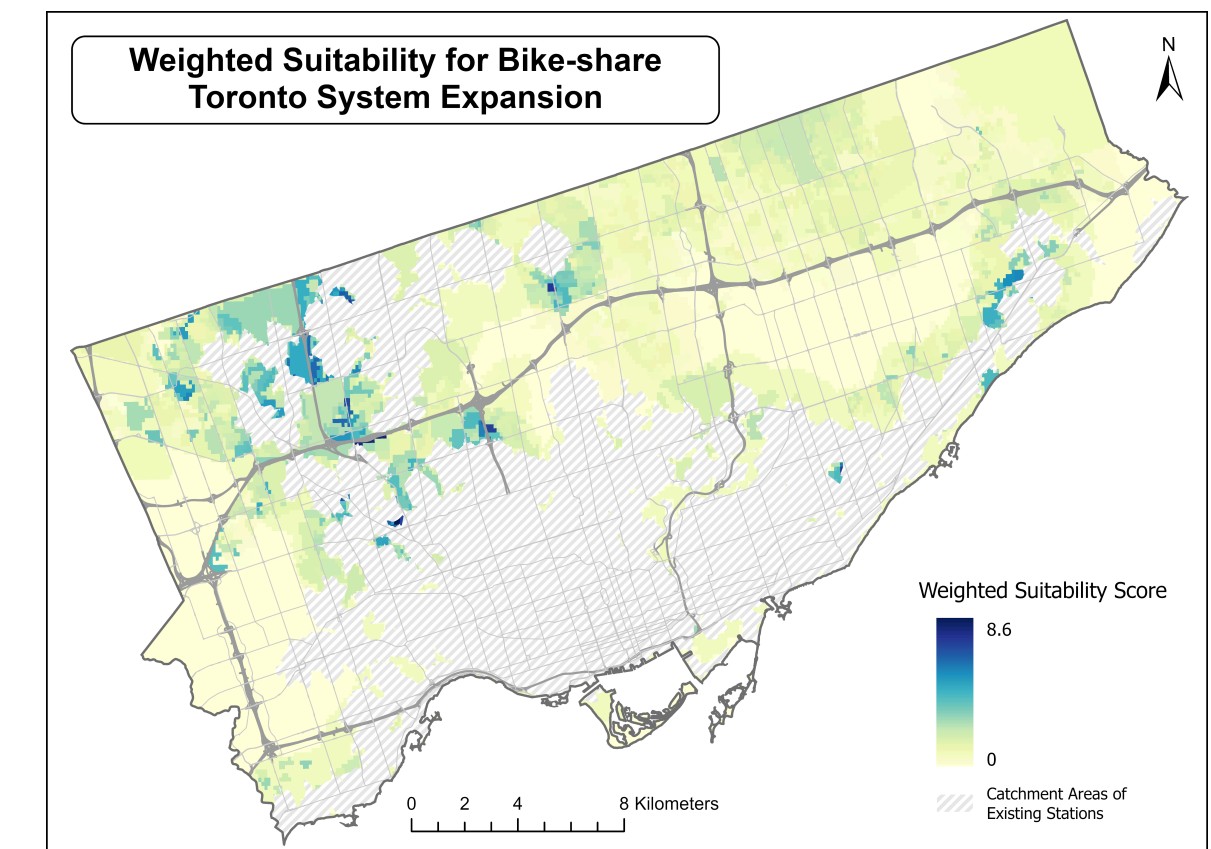 Weighted Suitability for Bike-share
Toronto System Expansion
N
Weighted Suitability Score
8.6
0
Catchment Areas of
Existing Stations
0 2 4 8 Kilometers